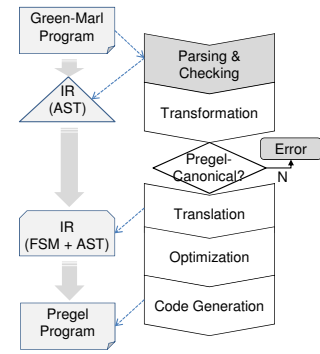 Green-Marl
Program
Parsing &
Checking
IR
(AST)
Transformation
Error
Pregel-
Canonical?
N
Translation
IR
(FSM + AST)
Optimization
Pregel
Program
Code Generation